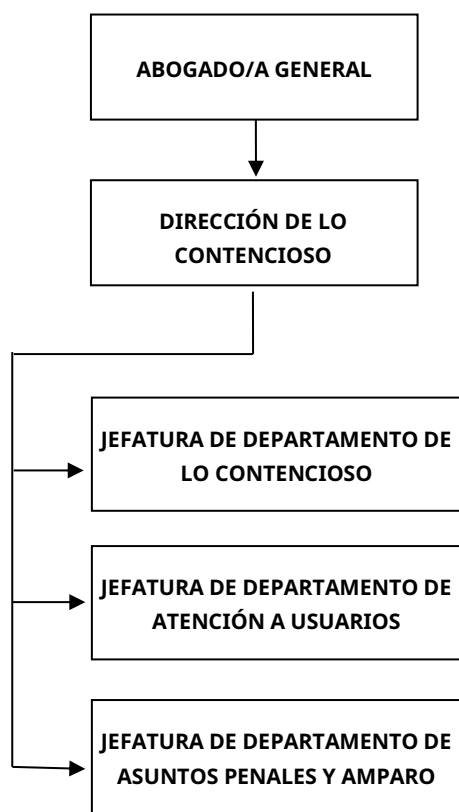 ABOGADO/A GENERAL
DIRECCIÓN DE LO
CONTENCIOSO
JEFATURA DE DEPARTAMENTO DE
LO CONTENCIOSO
JEFATURA DE DEPARTAMENTO DE
ATENCIÓN A USUARIOS
JEFATURA DE DEPARTAMENTO DE
ASUNTOS PENALES Y AMPARO